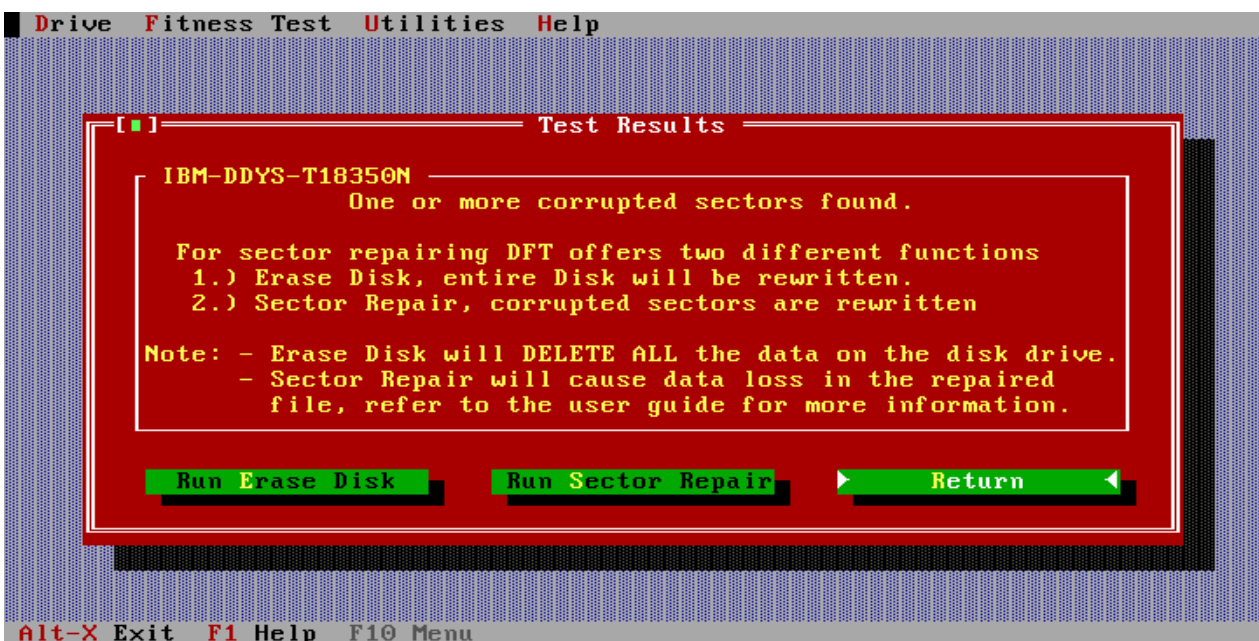 Drive Fitness Test Utilities Help
[■] Test Results
IBM-DDYS-T18350N
One or more corrupted sectors found.
For sector repairing DFT offers two different functions
1.) Erase Disk, entire Disk will be rewritten.
2.) Sector Repair, corrupted sectors are rewritten
Note: - Erase Disk will DELETE ALL the data on the disk drive.
- Sector Repair will cause data loss in the repaired
file, refer to the user guide for more information.
Run Erase Disk Run Sector Repair Return
Alt-X Exit F1 Help F10 Menu